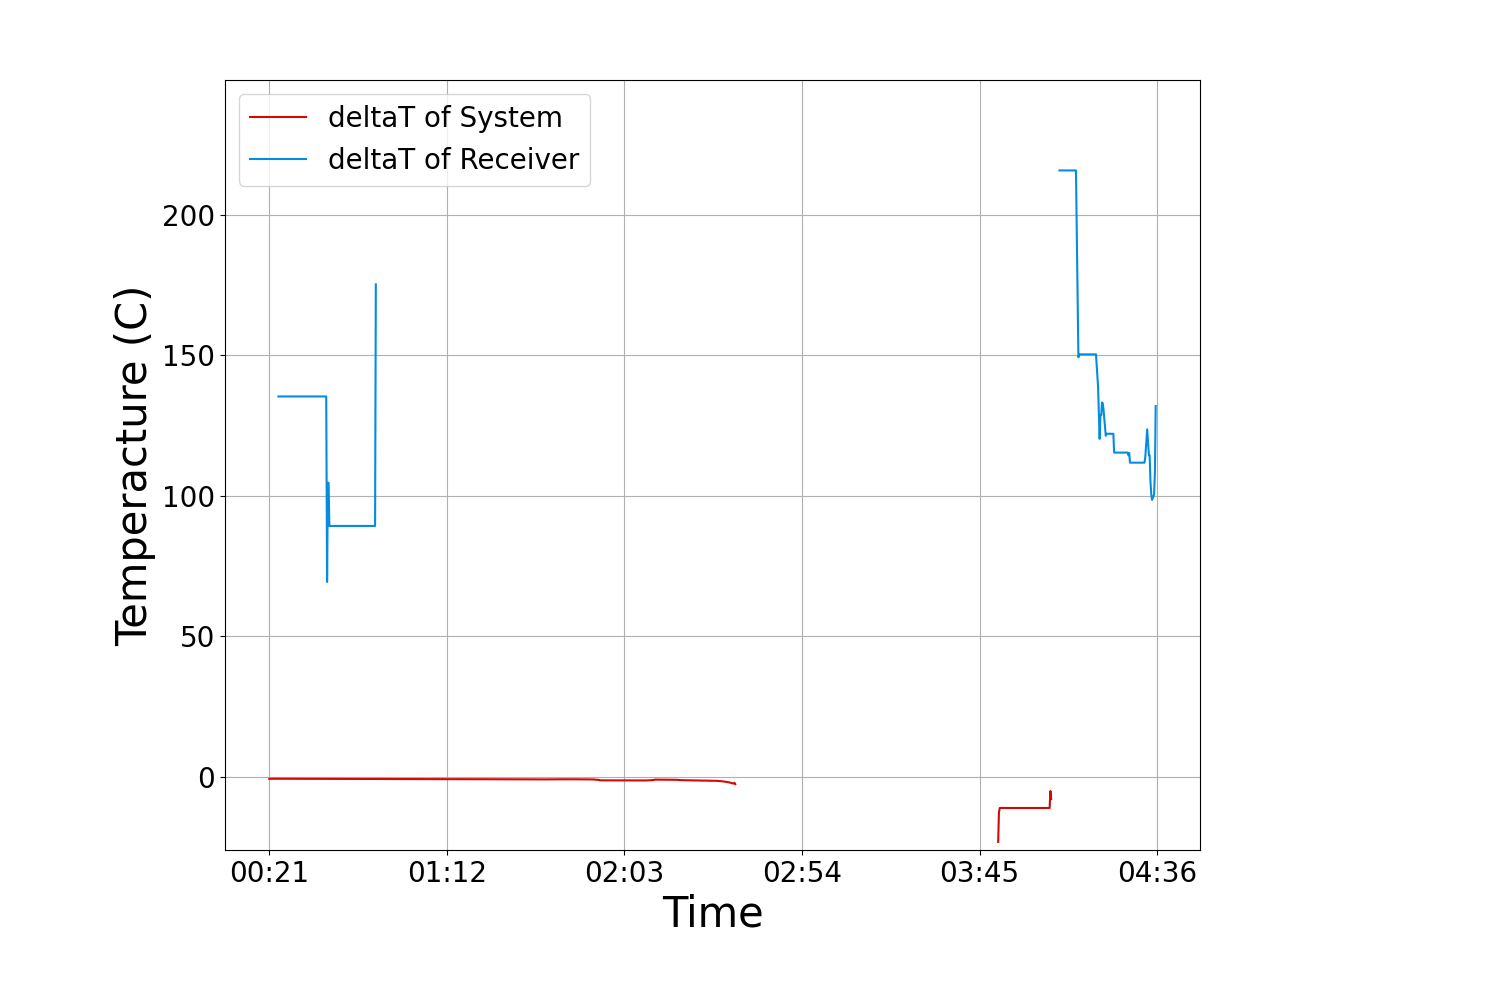 deltaT of System
deltaT of Receiver
Temperacture (C)
200
150
100
50
0
00:21 01:12 02:03 02:54 03:45 04:36
Time